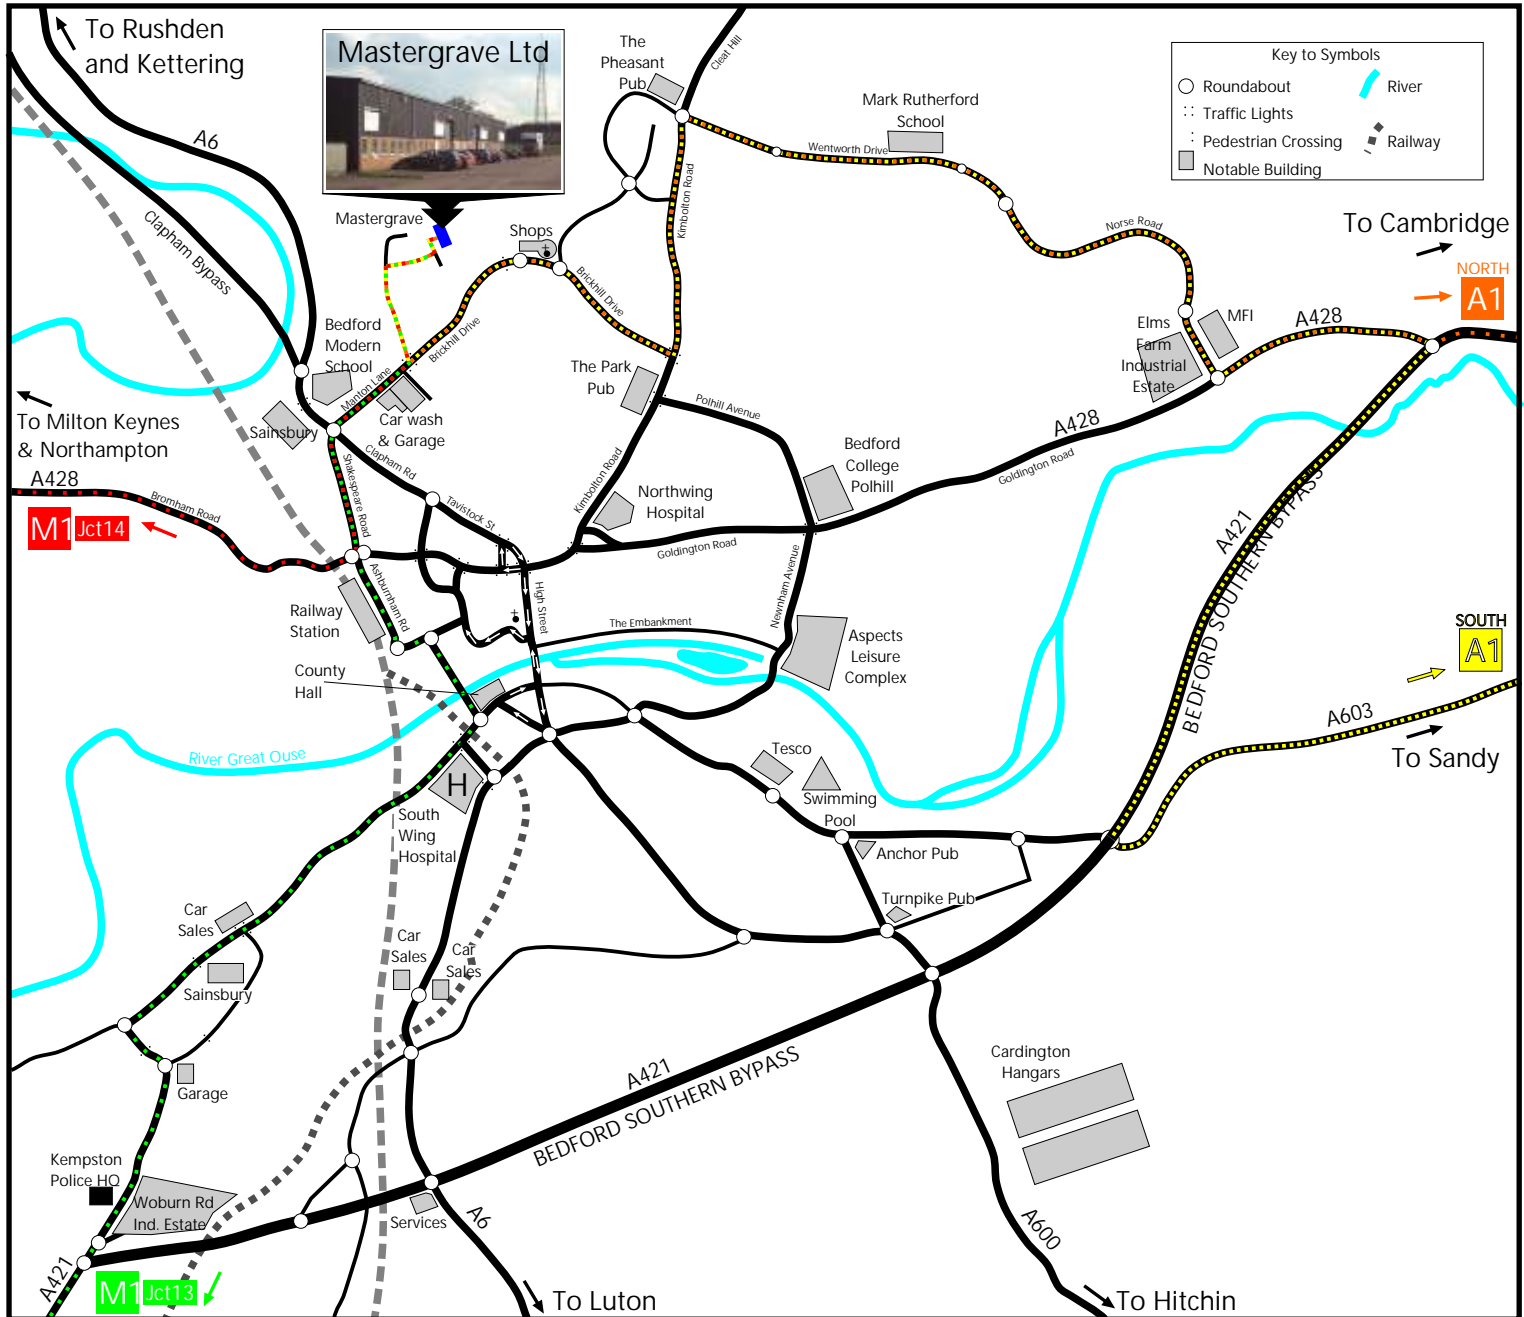 To Rushden
and Kettering
Mastergrave Ltd
The
Pheasant
Pub
Cleat Hill
Mark Rutherford
School
Wentworth Drive
Key to Symbols
Roundabout
River
Traffic Lights
Pedestrian Crossing
Railway
Notable Building
A6
Clapham Bypass
Mastergrave
Shops
Kimbolton Road
Norse Road
To Cambridge
NORTH
A1
Brickhill Drive
Brickhill Drive
Bedford
Modern
School
Manton Lane
Elms
Farm
Industrial
Estate
MFI
A428
The Park
Pub
Polhill Avenue
To Milton Keynes
& Northampton
Sainsbury
Car wash
& Garage
A428
Clapham Rd
Shakespeare Road
Kimbolton Road
Bedford
College
Polhill
A428
Goldington Road
Bromham Road
M1 Jct14
Tavistock St
Northwing
Hospital
Goldington Road
A421
BEDFORD SOUTHERN BYPASS
Ashburnham Rd
High Street
Newnham Avenue
Railway
Station
The Embankment
Aspects
Leisure
Complex
SOUTH
A1
County
Hall
A603
To Sandy
River Great Ouse
H
Tesco
Swimming
Pool
South
Wing
Hospital
Anchor Pub
Turnpike Pub
Car
Sales
Car
Sales
Car
Sales
Sainsbury
Garage
A421
BEDFORD SOUTHERN BYPASS
Cardington
Hangars
Kempston
Police HQ
Woburn Rd
Ind. Estate
Services
A6
A600
A421
M1 Jct13
To Luton
To Hitchin